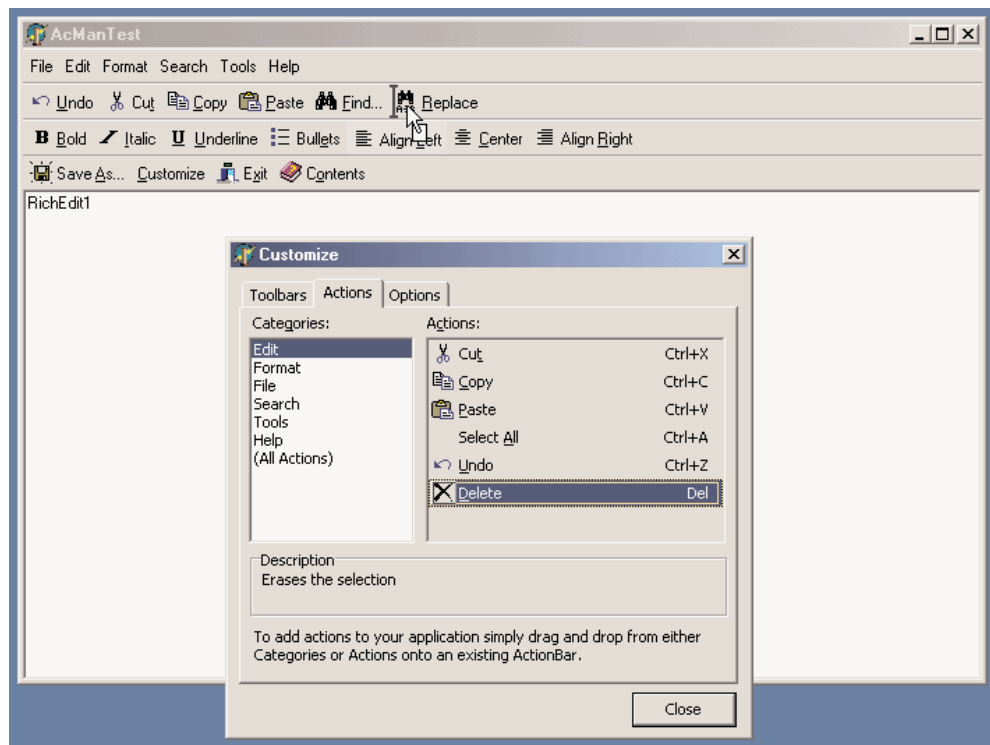 AcManTest
File Edit Format Search Tools Help
Undo Cut Copy Paste Find... Replace
B Bold I Italic U Underline Bullets Align Left Center Align Right
Save As... Customize Exit Contents
RichEdit1
Customize
Toolbars Actions Options
Categories: Actions:
Edit
Format
File
Search
Tools
Help
(All Actions)
Cut Ctrl+X
Copy Ctrl+C
Paste Ctrl+V
Select All Ctrl+A
Undo Ctrl+Z
Delete Del
Description
Erases the selection
To add actions to your application simply drag and drop from either
Categories or Actions onto an existing ActionBar.
Close